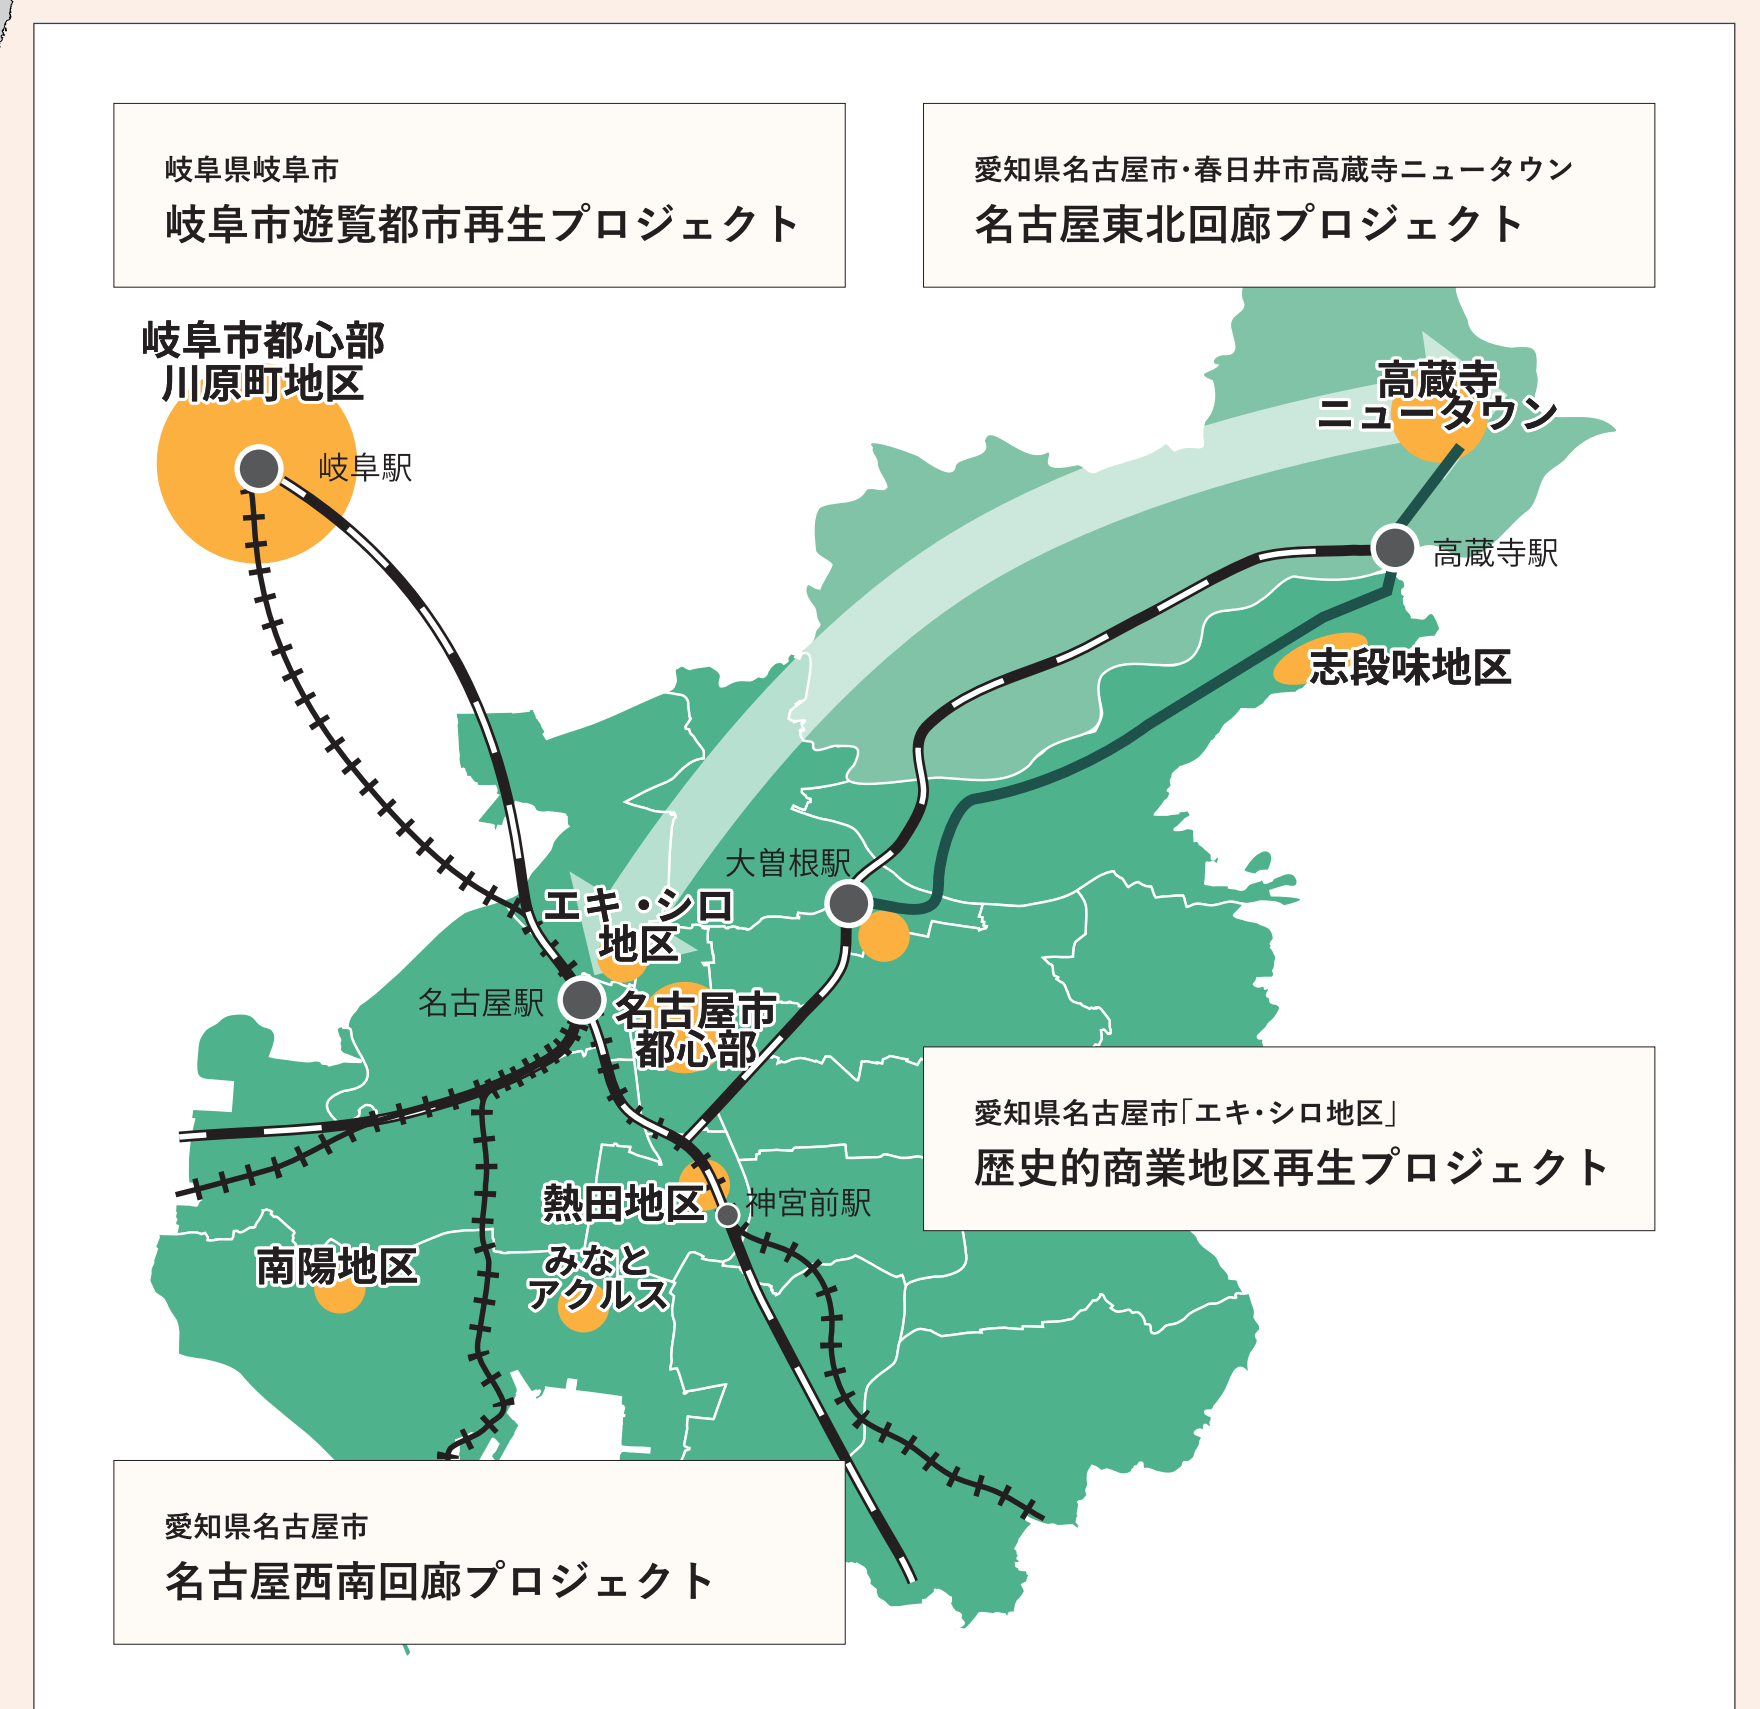 岐阜県岐阜市
岐阜市遊覧都市再生プロジェクト
愛知県名古屋市・春日井市高蔵寺ニュータウン
名古屋東北回廊プロジェクト
岐阜市都心部
川原町地区
岐阜駅
高蔵寺
ニュータウン
高蔵寺駅
志段味地区
大曽根駅
エキ・シロ
地区
名古屋駅
名古屋市
都心部
愛知県名古屋市「エキ・シロ地区」
歴史的商業地区再生プロジェクト
熱田地区
神宮前駅
南陽地区
みなと
アクルス
愛知県名古屋市
名古屋西南回廊プロジェクト